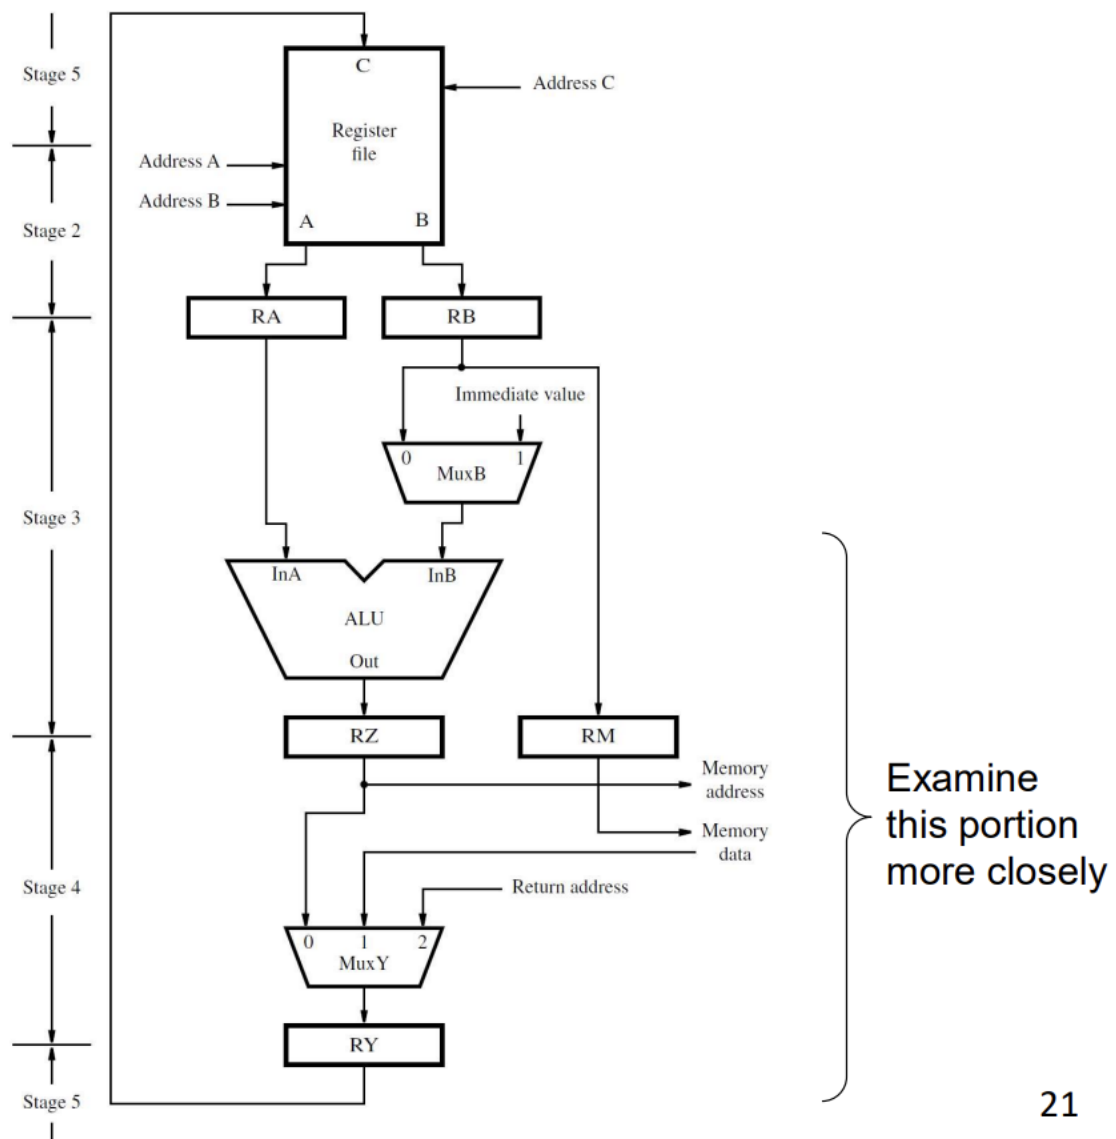 C
Stage 5
Address C
Register
file
Address A
Address B
A
B
Stage 2
RA
RB
Immediate value
0
1
MuxB
Stage 3
InA
InB
ALU
Out
RZ
RM
Memory
address
Examine
this portion
more closely
Memory
data
Stage 4
Return address
0
1
2
MuxY
RY
Stage 5
21